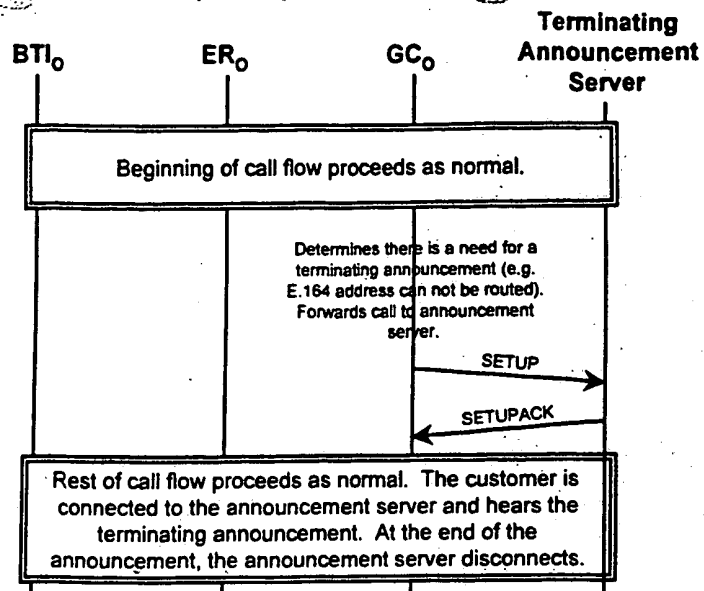 Terminating
BTIO ERO GCO Announcement
Server
Beginning of call flow proceeds as normal.
Determines there is a need for a
terminating announcement (e.g.
E.164 address can not be routed).
Forwards call to announcement
server.
SETUP
SETUPACK
Rest of call flow proceeds as normal. The customer is
connected to the announcement server and hears the
terminating announcement. At the end of the
announcement, the announcement server disconnects.